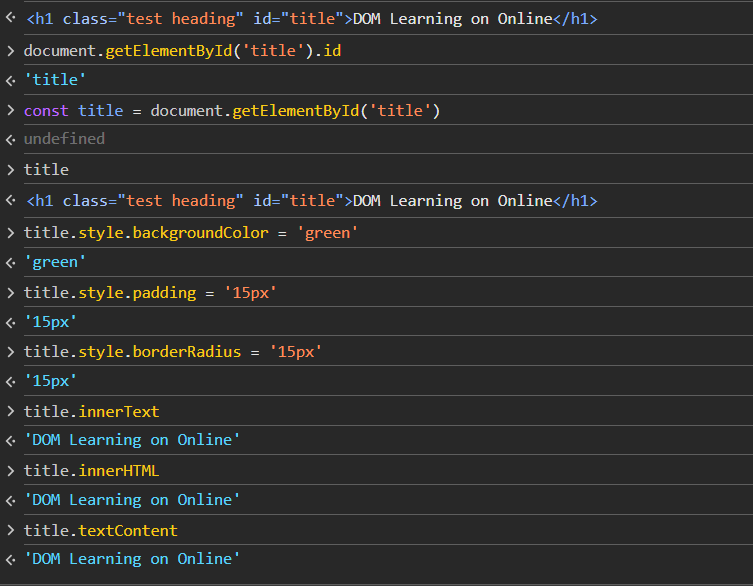 <h1 class="test heading" id="title">DOM Learning on Online</h1>
document.getElementById('title').id
'title'
const title = document.getElementById('title')
undefined
title
<h1 class="test heading" id="title">DOM Learning on Online</h1>
title.style.backgroundColor = 'green'
'green'
title.style.padding = '15px'
'15px'
title.style.borderRadius = '15px'
'15px'
title.innerText
'DOM Learning on Online'
title.innerHTML
'DOM Learning on Online'
title.textContent
'DOM Learning on Online'